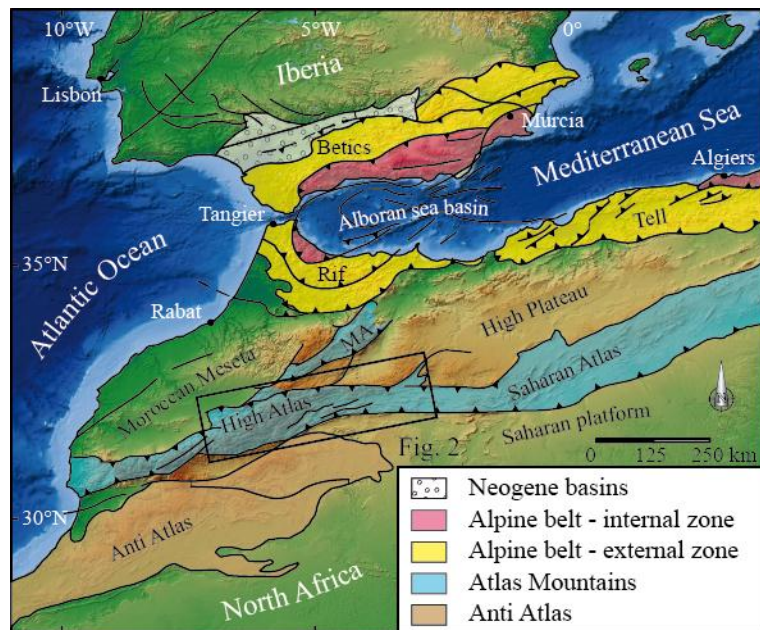 10°W
5°W
0°
Iberia
Lisbon
Murcia
Betics
Mediterranean Sea
Algiers
Tangier
Alboran sea basin
Tell
Atlantic Ocean
35°N
Rif
Rabat
High Plateau
MA
Moroccan Meseta
Saharan Atlas
High Atlas
N
Fig. 2
Saharan platform
0 125 250 km
30°N
Anti Atlas
North Africa
Neogene basins
Alpine belt - internal zone
Alpine belt - external zone
Atlas Mountains
Anti Atlas